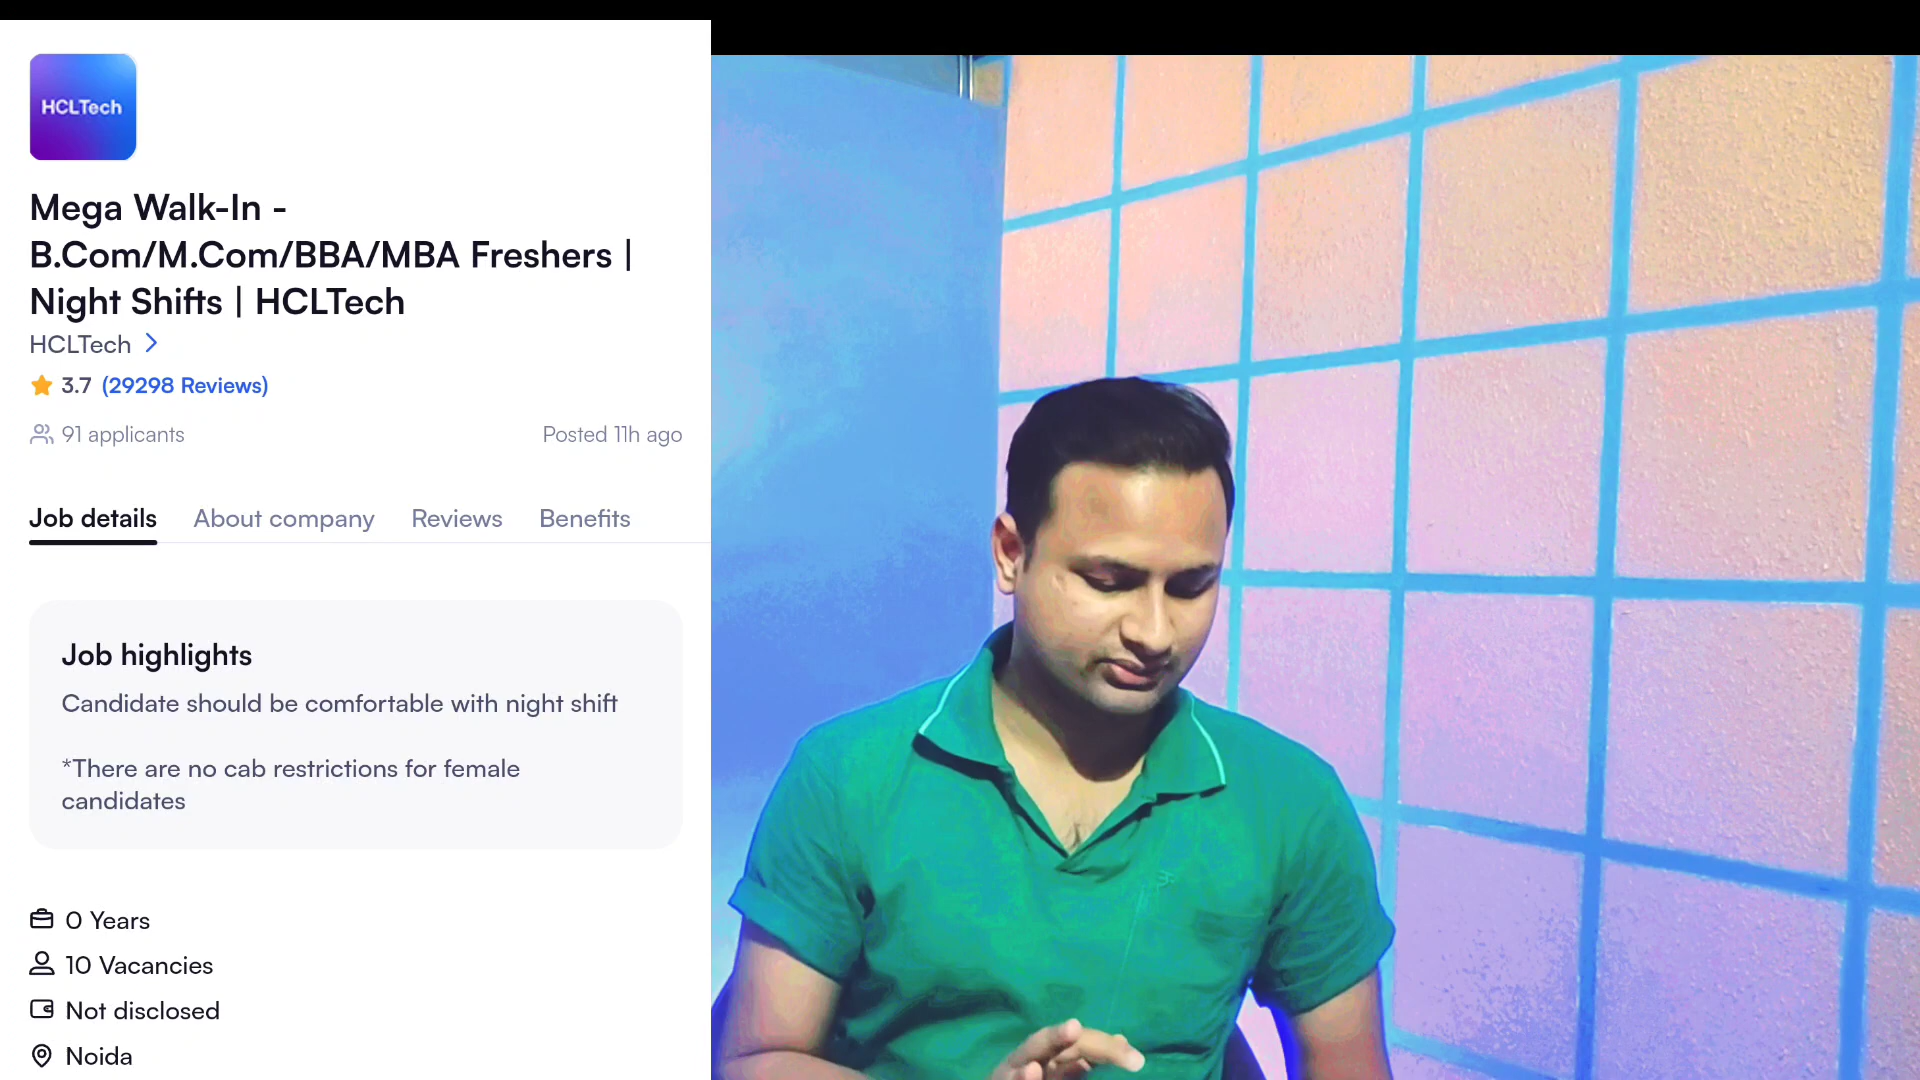 HCLTech
Mega Walk-In -
B.Com/M.Com/BBA/MBA Freshers |
Night Shifts | HCLTech
HCLTech
3.7 (29298 Reviews)
91 applicants Posted 11h ago
Job details About company Reviews Benefits
Job highlights
Candidate should be comfortable with night shift
*There are no cab restrictions for female
candidates
0 Years
10 Vacancies
Not disclosed
Noida